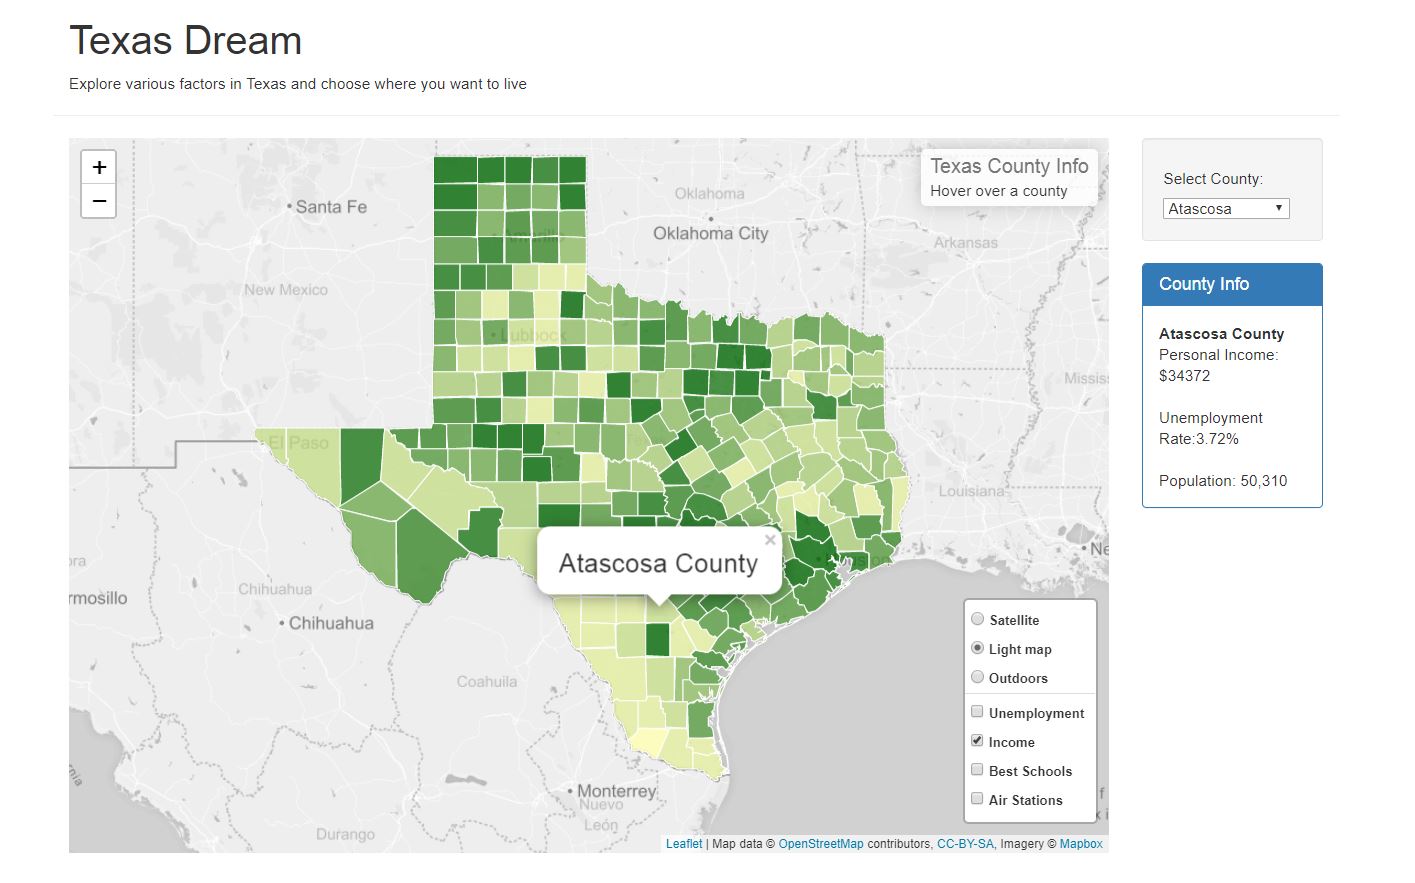 Texas Dream
Explore various factors in Texas and choose where you want to live
+
−
Texas County Info
Hover over a county
Select County:
Atascosa
County Info
Atascosa County
Personal Income:
$34372
Unemployment
Rate:3.72%
Population: 50,310
Santa Fe
Oklahoma
Oklahoma City
Arkansas
Amarillo
New Mexico
Lubbock
El Paso
Louisiana
Atascosa County
×
Chihuahua
Chihuahua
Coahuila
Monterrey
Nuevo
León
Durango
Satellite
Light map
Outdoors
Unemployment
Income
Best Schools
Air Stations
Leaflet | Map data © OpenStreetMap contributors, CC-BY-SA, Imagery © Mapbox